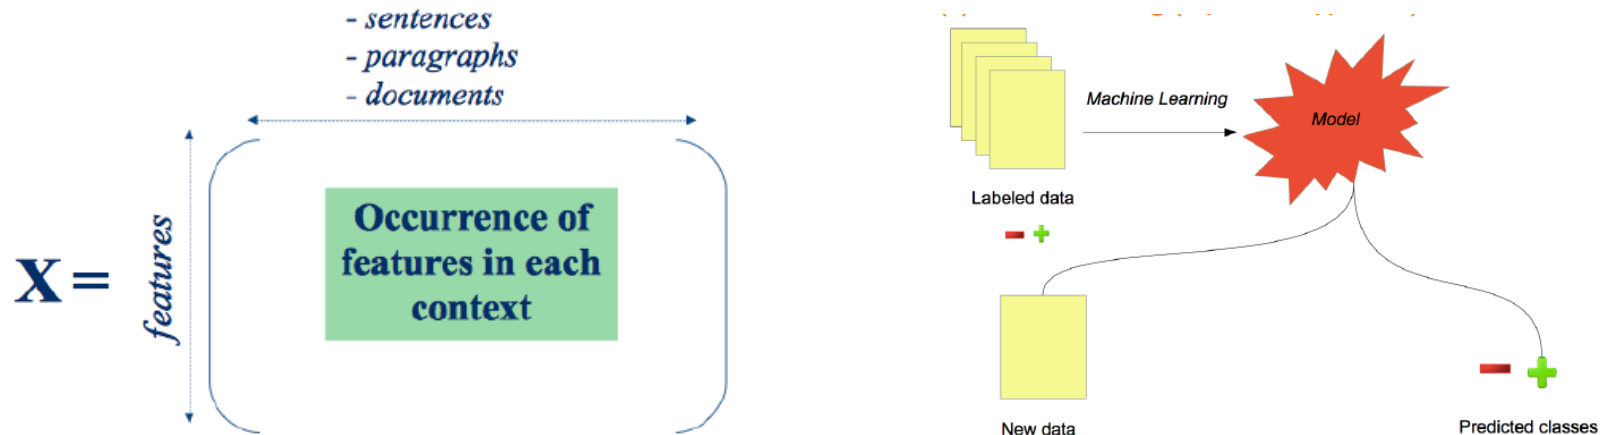 - sentences
- paragraphs
- documents
X =
features
Occurrence of
features in each
context
Machine Learning
Model
Labeled data
New data
Predicted classes